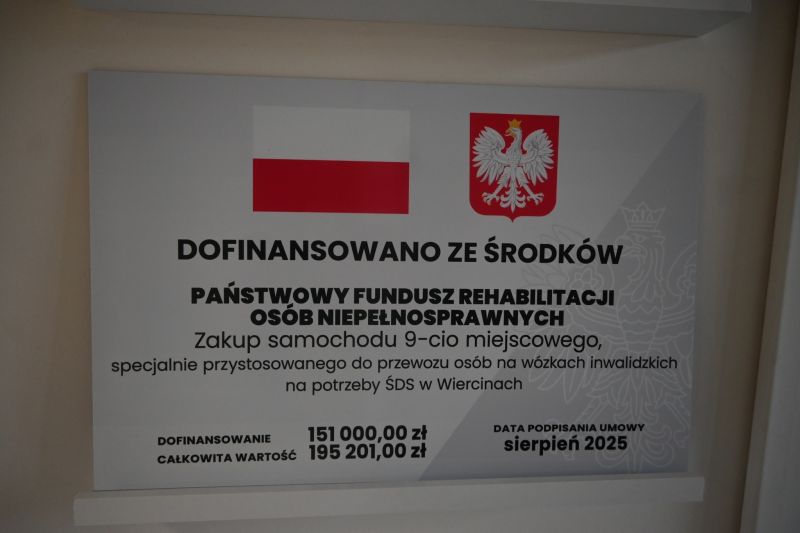 DOFINANSOWANO ZE ŚRODKÓW
PAŃSTWOWY FUNDUSZ REHABILITACJI
OSÓB NIEPEŁNOSPRAWNYCH
Zakup samochodu 9-cio miejscowego,
specjalnie przystosowanego do przewozu osób na wózkach inwalidzkich
na potrzeby ŚDS w Wiercinach
DOFINANSOWANIE 151 000,00 zł
CAŁKOWITA WARTOŚĆ 195 201,00 zł
DATA PODPISANIA UMOWY
sierpień 2025